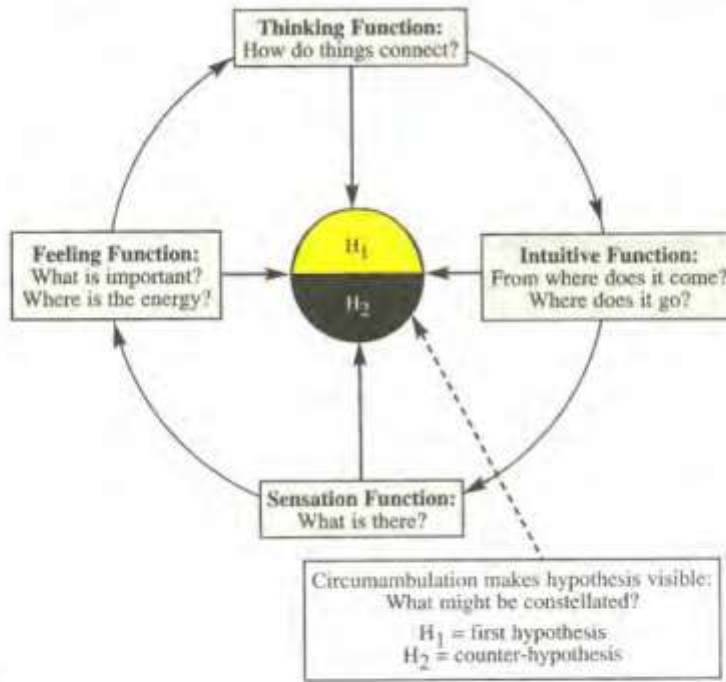 Thinking Function:
How do things connect?
Feeling Function:
What is important?
Where is the energy?
H1
H2
Intuitive Function:
From where does it come?
Where does it go?
Sensation Function:
What is there?
Circumambulation makes hypothesis visible:
What might be constellated?
H1 = first hypothesis
H2 = counter-hypothesis